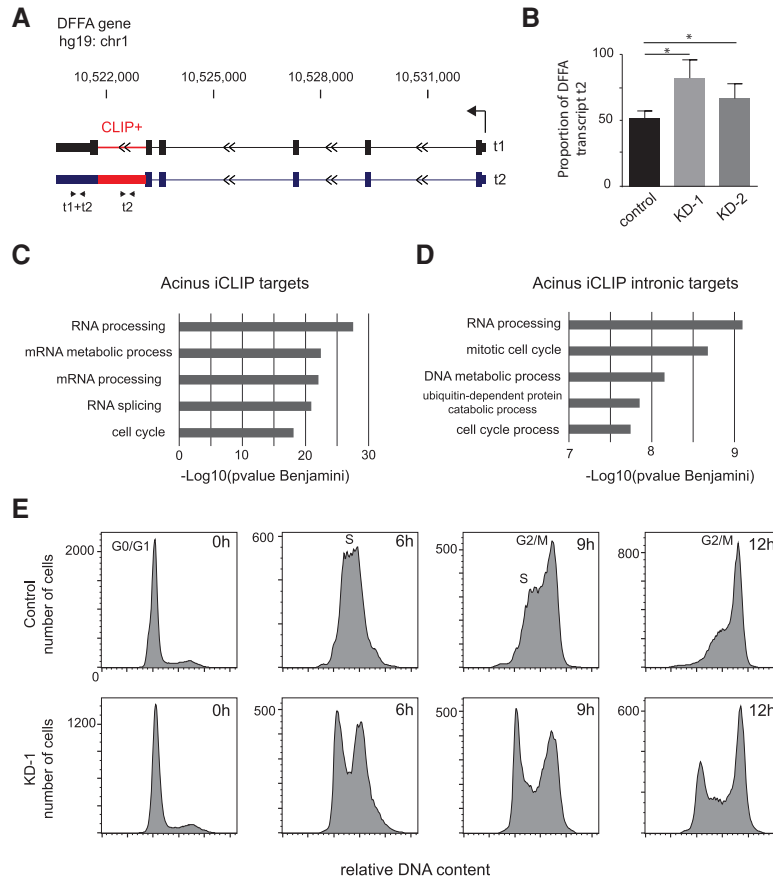 A
DFFA gene
hg19: chr1
10,522,000
10,525,000
10,528,000
10,531,000
CLIP+
t1
t2
t1+t2
t2
B
Proportion of DFFA
transcript t2
100
50
0
*
*
control
KD-1
KD-2
C
Acinus iCLIP targets
RNA processing
mRNA metabolic process
mRNA processing
RNA splicing
cell cycle
0
10
20
30
-Log10(pvalue Benjamini)
D
Acinus iCLIP intronic targets
RNA processing
mitotic cell cycle
DNA metabolic process
ubiquitin-dependent protein
catabolic process
cell cycle process
7
8
9
-Log10(pvalue Benjamini)
E
Control
number of cells
2000
0
G0/G1
0h
600
S
6h
500
S
G2/M
9h
800
G2/M
12h
KD-1
number of cells
1200
0h
500
6h
500
9h
600
12h
relative DNA content